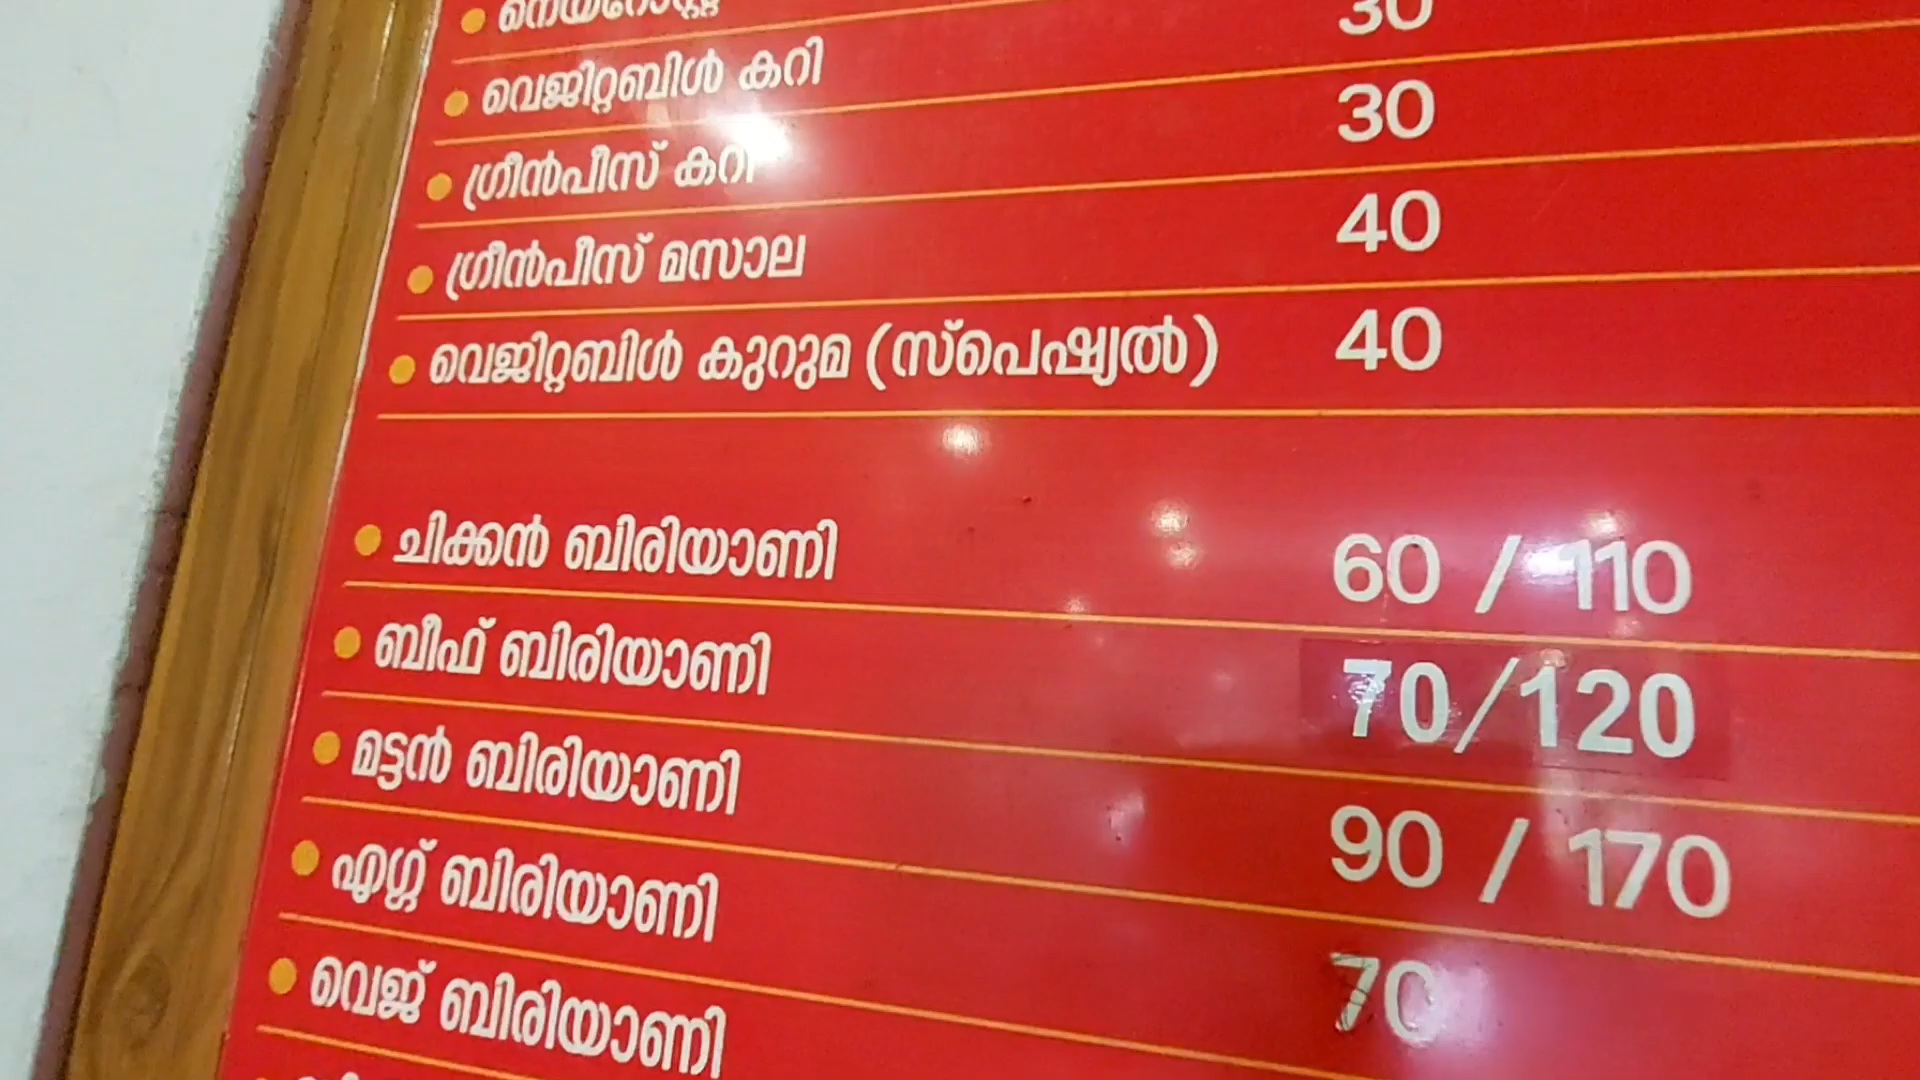 വെജിറ്റബിൾ കറി 30
ഗ്രീൻപീസ് കറി 30
ഗ്രീൻപീസ് മസാല 40
വെജിറ്റബിൾ കുറുമ (സ്പെഷ്യൽ) 40
ചിക്കൻ ബിരിയാണി 60 / 110
ബീഫ് ബിരിയാണി 70/120
മട്ടൻ ബിരിയാണി 90 / 170
എഗ്ഗ് ബിരിയാണി 70
വെജ് ബിരിയാണി